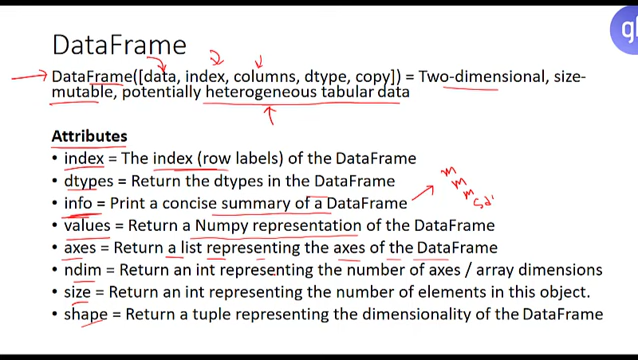 DataFrame
DataFrame([data, index, columns, dtype, copy]) = Two-dimensional, size-
mutable, potentially heterogeneous tabular data
Attributes
• index = The index (row labels) of the DataFrame
• dtypes = Return the dtypes in the DataFrame
• info = Print a concise summary of a DataFrame
• values = Return a Numpy representation of the DataFrame
• axes = Return a list representing the axes of the DataFrame
• ndim = Return an int representing the number of axes / array dimensions
• size = Return an int representing the number of elements in this object.
• shape = Return a tuple representing the dimensionality of the DataFrame